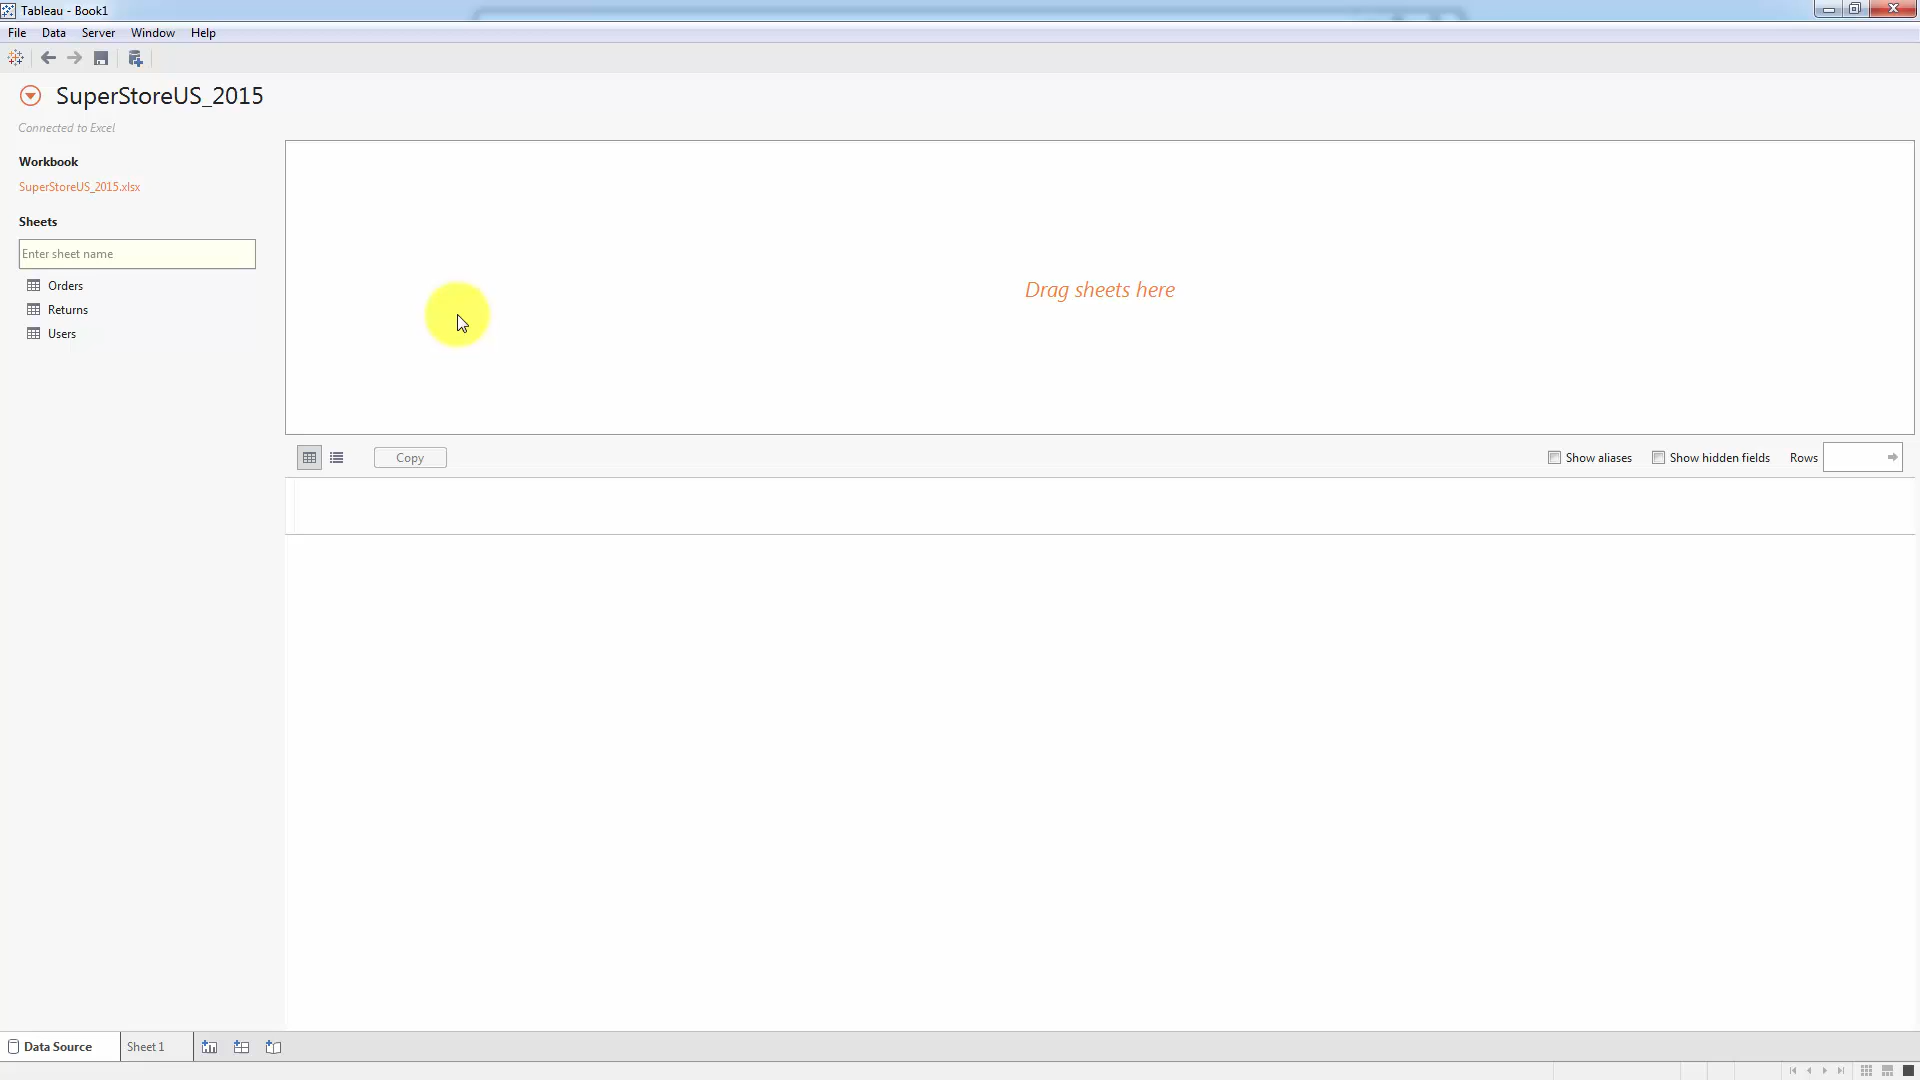 Tableau - Book1
File Data Server Window Help
SuperStoreUS_2015
Connected to Excel
Workbook
SuperStoreUS_2015.xlsx
Sheets
Enter sheet name
Orders
Returns
Users
Drag sheets here
Copy
Show aliases Show hidden fields Rows
Data Source Sheet 1